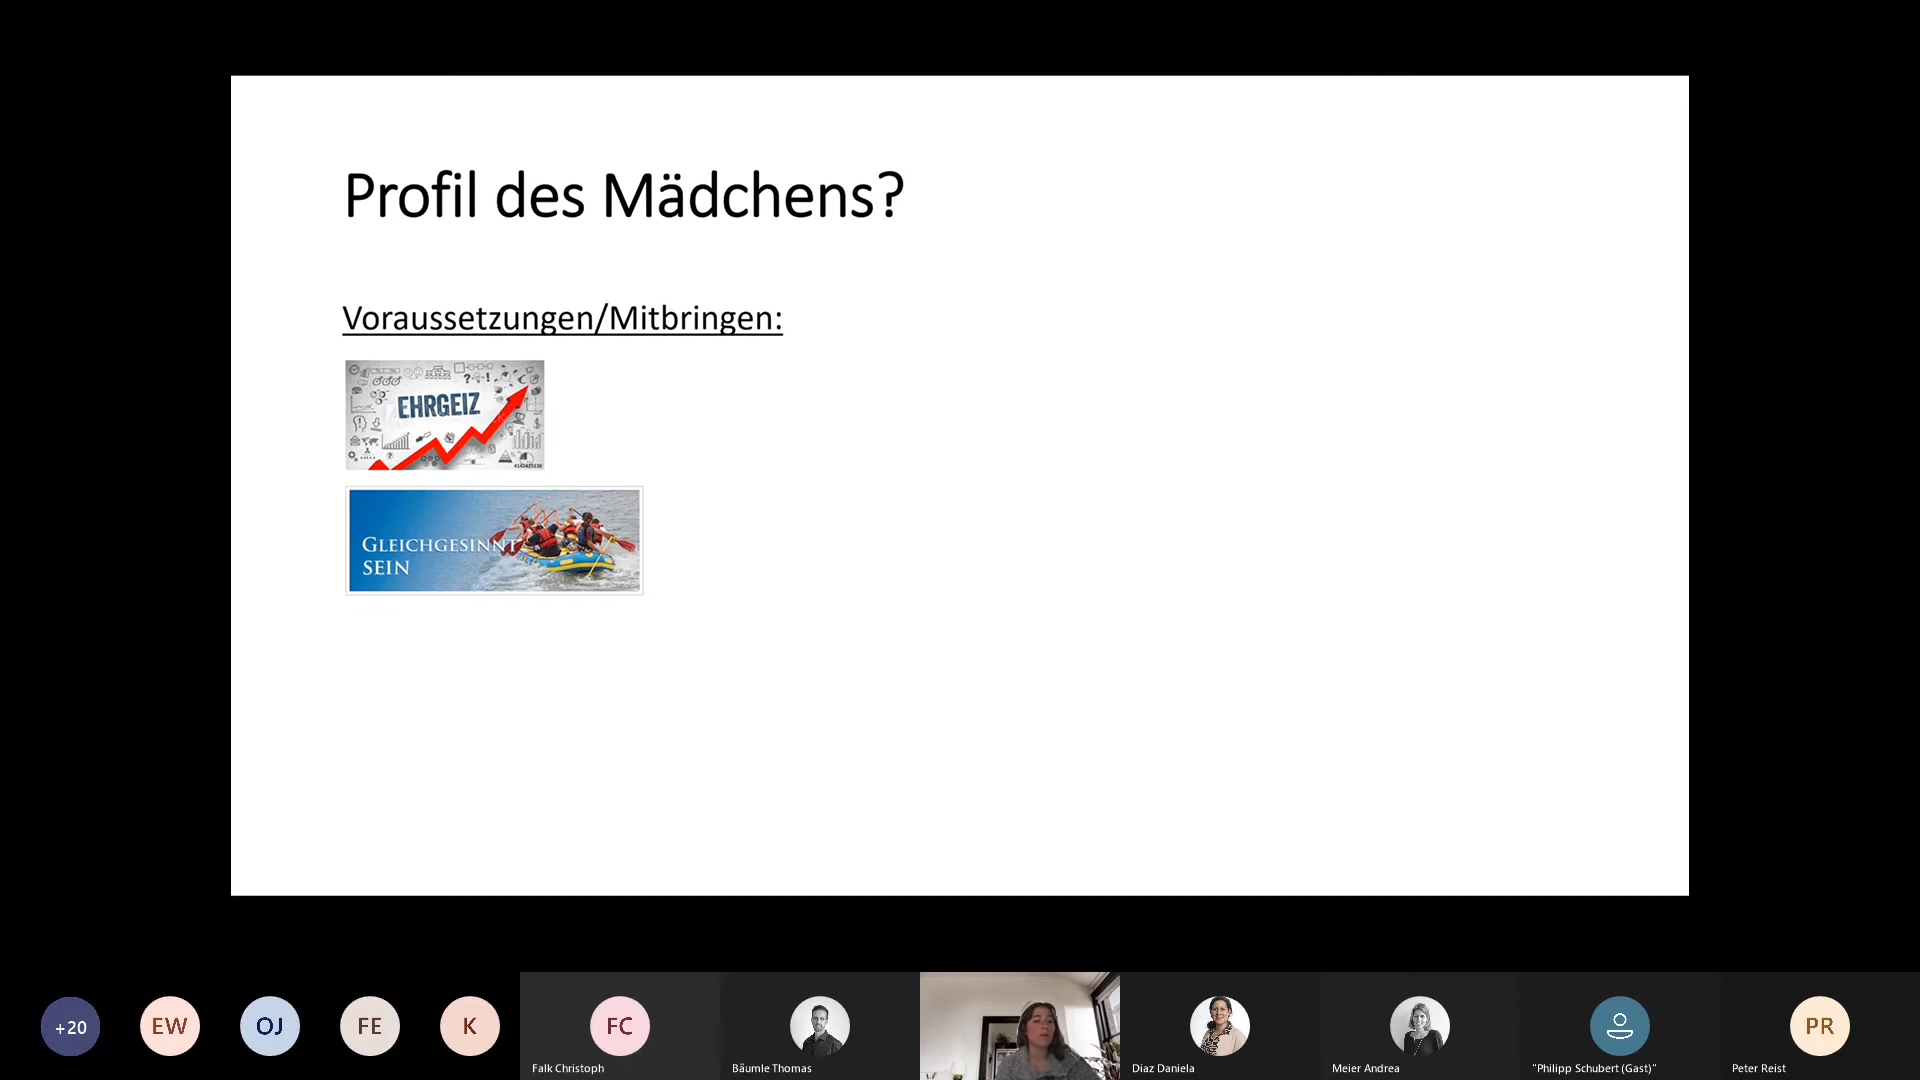 Profil des Mädchens?
Voraussetzungen/Mitbringen:
EHRGEIZ
#142425130
GLEICHGESINNT
SEIN
+20
EW
OJ
FE
K
FC
PR
Falk Christoph
Bäumle Thomas
Diaz Daniela
Meier Andrea
"Philipp Schubert (Gast)"
Peter Reist